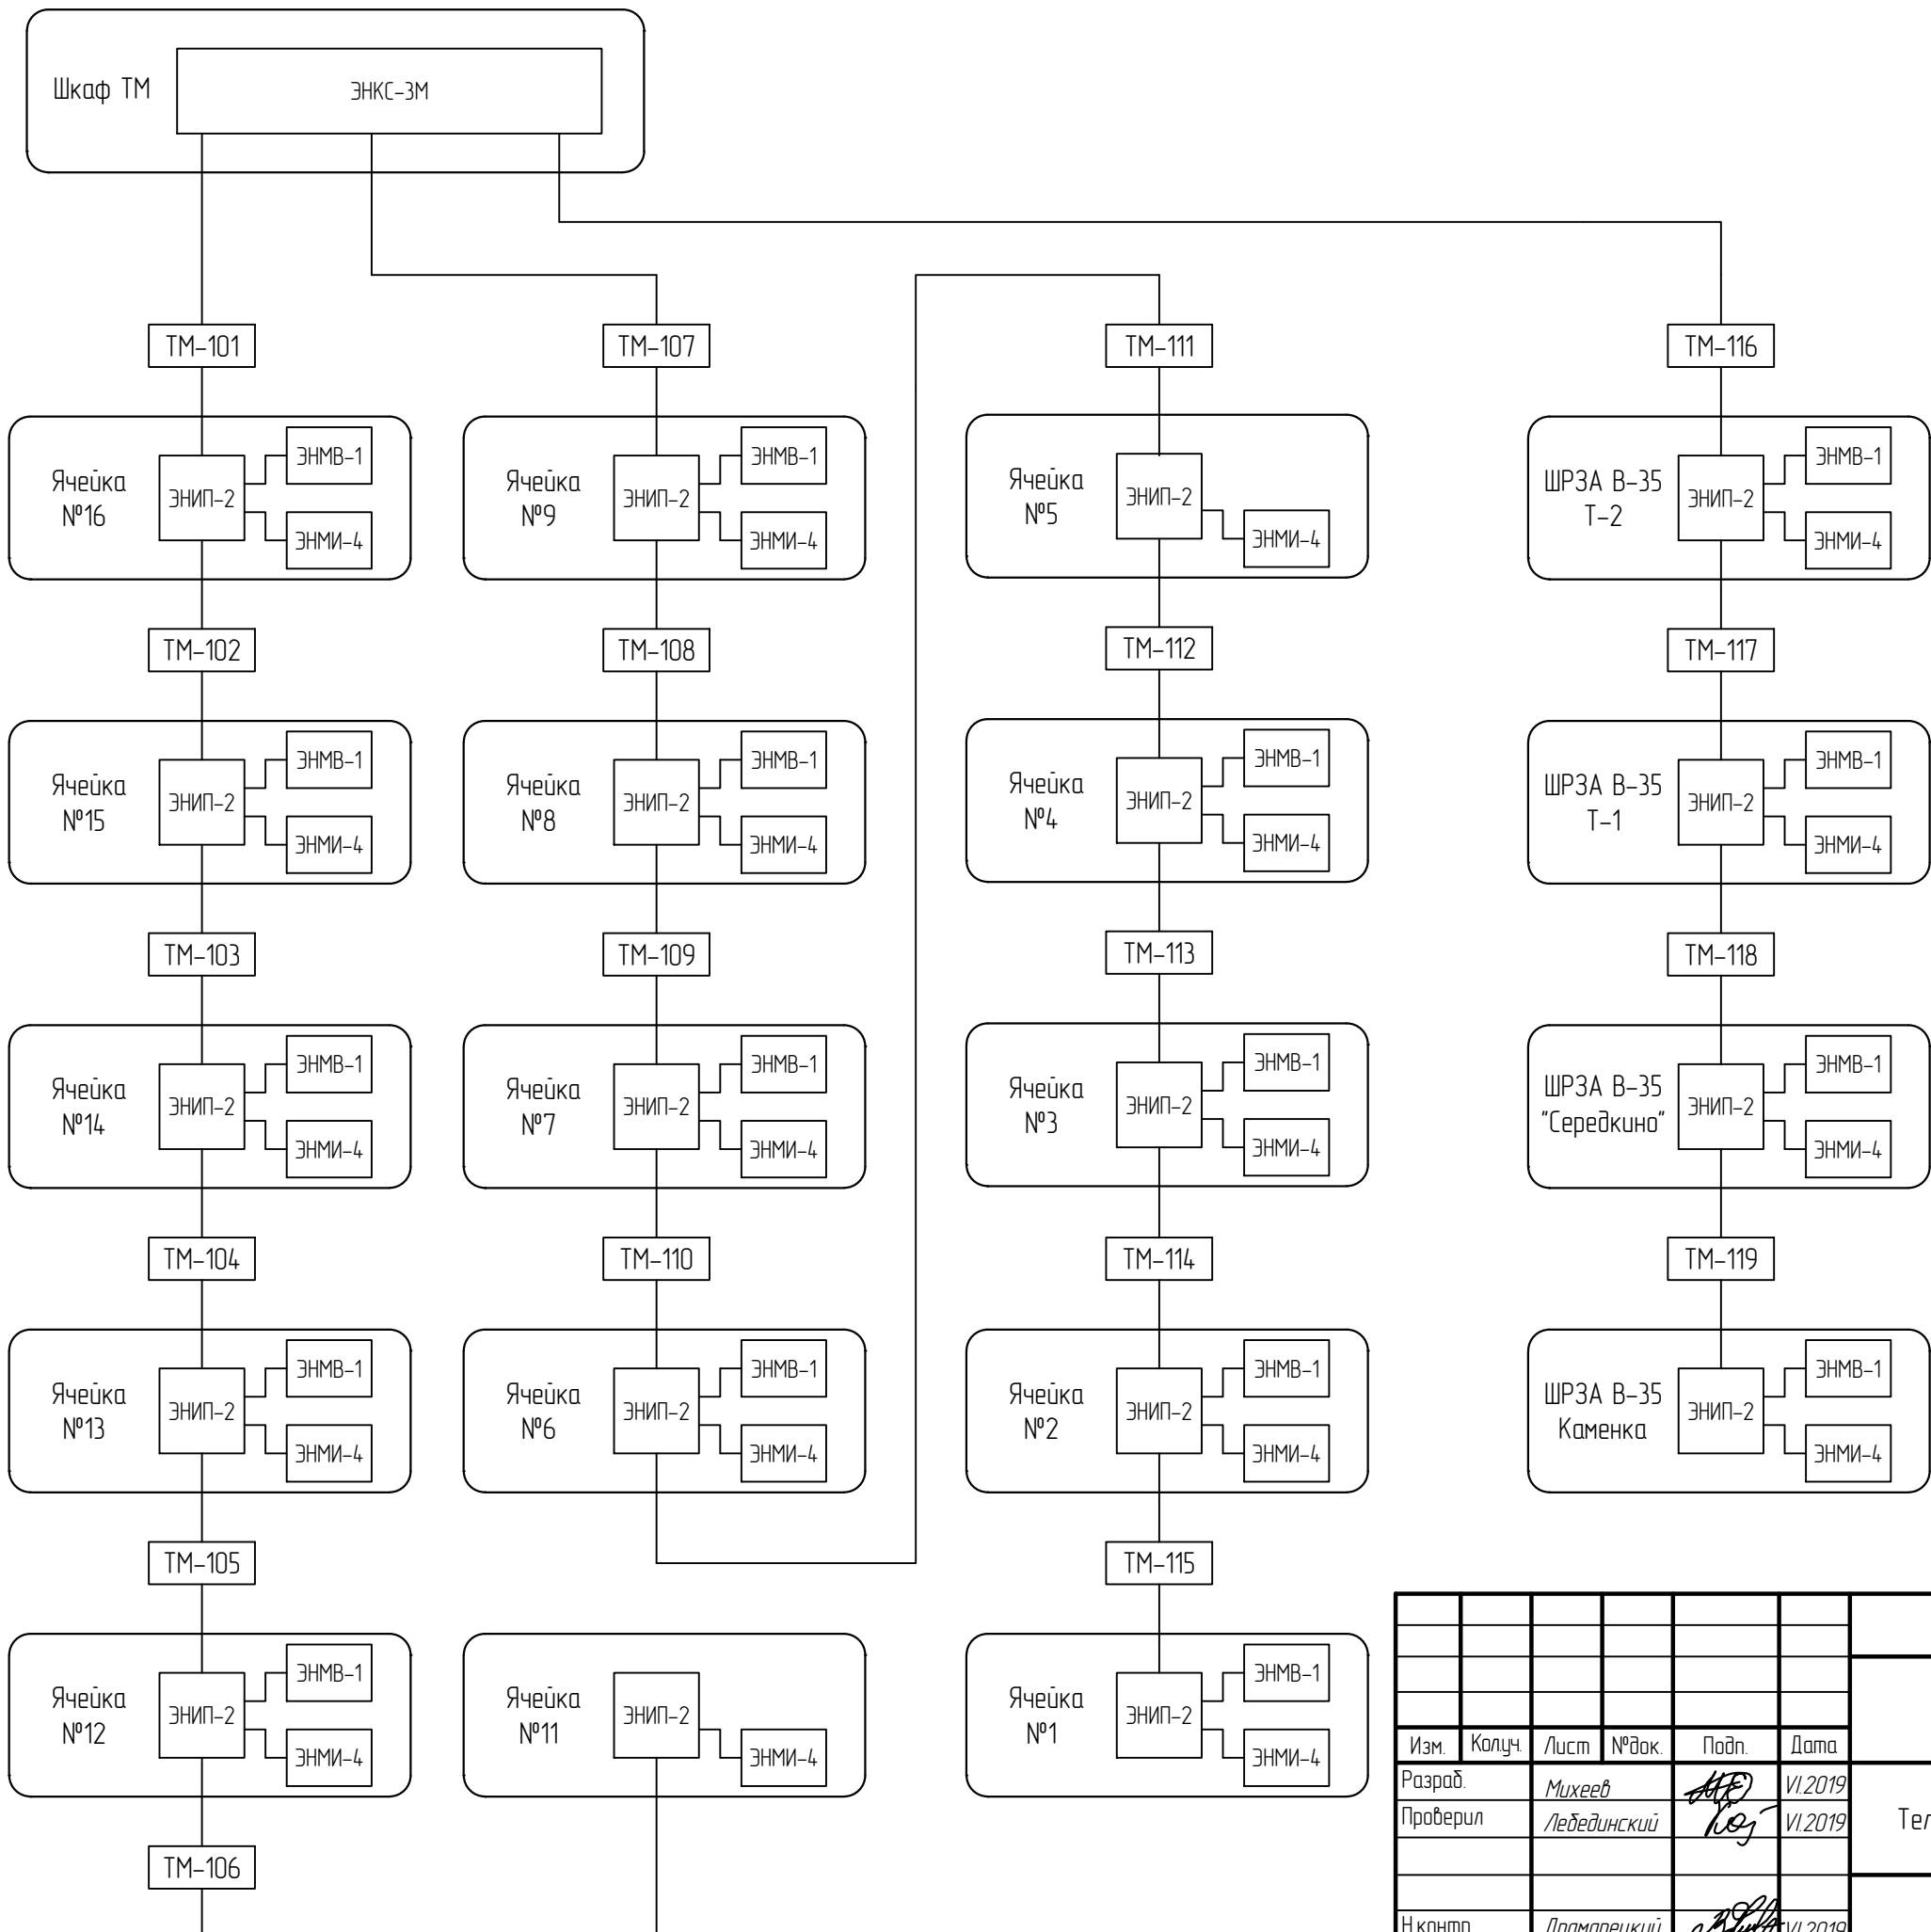 Шкаф ТМ
ЭНКС-3М
ТМ-101
ТМ-107
ТМ-111
ТМ-116
Ячейка
№16
ЭНИП-2
ЭНМВ-1
ЭНМИ-4
Ячейка
№9
ЭНИП-2
ЭНМВ-1
ЭНМИ-4
Ячейка
№5
ЭНИП-2
ЭНМИ-4
ШРЗА В-35
Т-2
ЭНИП-2
ЭНМВ-1
ЭНМИ-4
ТМ-102
ТМ-108
ТМ-112
ТМ-117
Ячейка
№15
ЭНИП-2
ЭНМВ-1
ЭНМИ-4
Ячейка
№8
ЭНИП-2
ЭНМВ-1
ЭНМИ-4
Ячейка
№4
ЭНИП-2
ЭНМВ-1
ЭНМИ-4
ШРЗА В-35
Т-1
ЭНИП-2
ЭНМВ-1
ЭНМИ-4
ТМ-103
ТМ-109
ТМ-113
ТМ-118
Ячейка
№14
ЭНИП-2
ЭНМВ-1
ЭНМИ-4
Ячейка
№7
ЭНИП-2
ЭНМВ-1
ЭНМИ-4
Ячейка
№3
ЭНИП-2
ЭНМВ-1
ЭНМИ-4
ШРЗА В-35
"Середкино"
ЭНИП-2
ЭНМВ-1
ЭНМИ-4
ТМ-104
ТМ-110
ТМ-114
ТМ-119
Ячейка
№13
ЭНИП-2
ЭНМВ-1
ЭНМИ-4
Ячейка
№6
ЭНИП-2
ЭНМВ-1
ЭНМИ-4
Ячейка
№2
ЭНИП-2
ЭНМВ-1
ЭНМИ-4
ШРЗА В-35
Каменка
ЭНИП-2
ЭНМВ-1
ЭНМИ-4
ТМ-105
ТМ-115
Ячейка
№12
ЭНИП-2
ЭНМВ-1
ЭНМИ-4
Ячейка
№11
ЭНИП-2
ЭНМИ-4
Ячейка
№1
ЭНИП-2
ЭНМВ-1
ЭНМИ-4
ТМ-106
Изм. Кол.уч. Лист №док. Подп. Дата
Разраб. Михеев VI.2019
Проверил Лебединский VI.2019
Тел
Н.контр. Драмарецкий VI.2019